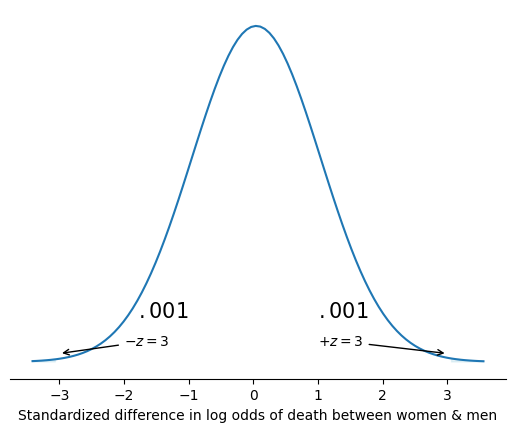 .001 .001
−z = 3 +z = 3
−3 −2 −1 0 1 2 3
Standardized difference in log odds of death between women & men